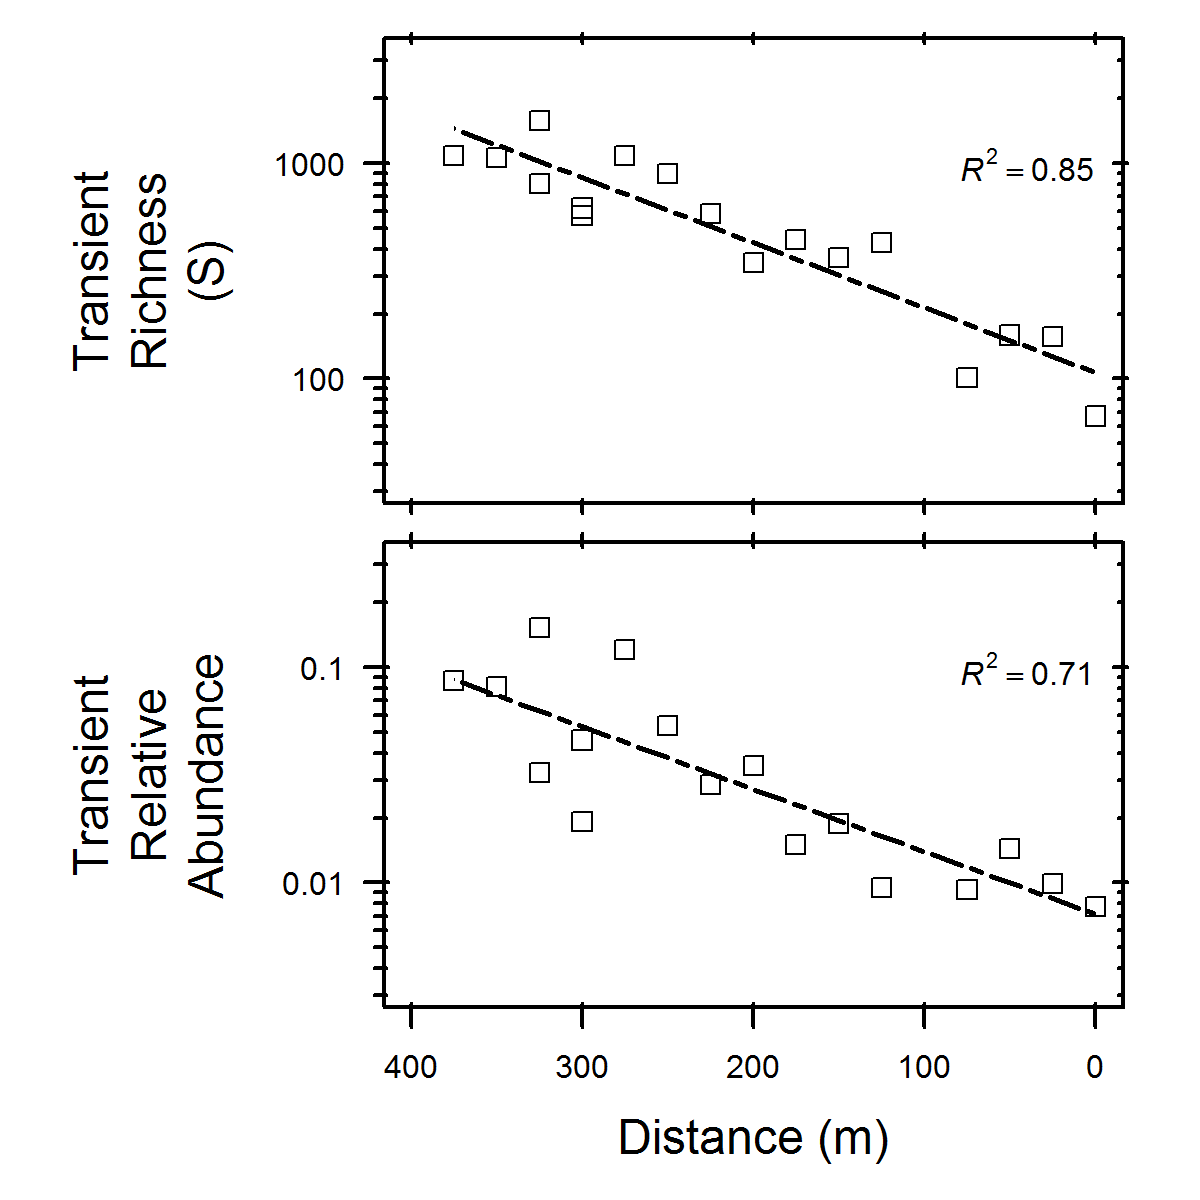 Transient
Richness
(S)
1000
100
R² = 0.85
Transient
Relative
Abundance
0.1
0.01
R² = 0.71
400 300 200 100 0
Distance (m)